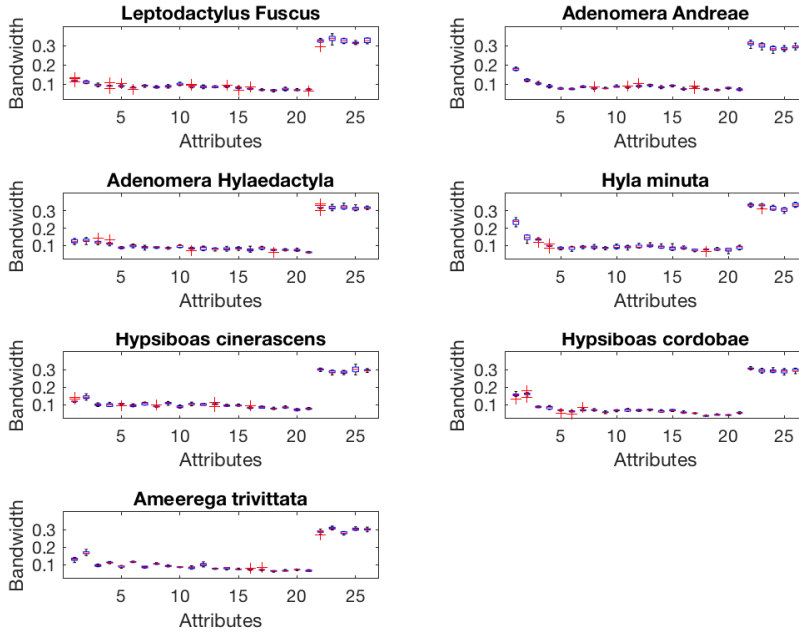 Leptodactylus Fuscus
Bandwidth
0.3
0.2
0.1
5 10 15 20 25
Attributes
Adenomera Andreae
Bandwidth
0.3
0.2
0.1
5 10 15 20 25
Attributes
Adenomera Hylaedactyla
Bandwidth
0.3
0.2
0.1
5 10 15 20 25
Attributes
Hyla minuta
Bandwidth
0.3
0.2
0.1
5 10 15 20 25
Attributes
Hypsiboas cinerascens
Bandwidth
0.3
0.2
0.1
5 10 15 20 25
Attributes
Hypsiboas cordobae
Bandwidth
0.3
0.2
0.1
5 10 15 20 25
Attributes
Ameerega trivittata
Bandwidth
0.3
0.2
0.1
5 10 15 20 25
Attributes